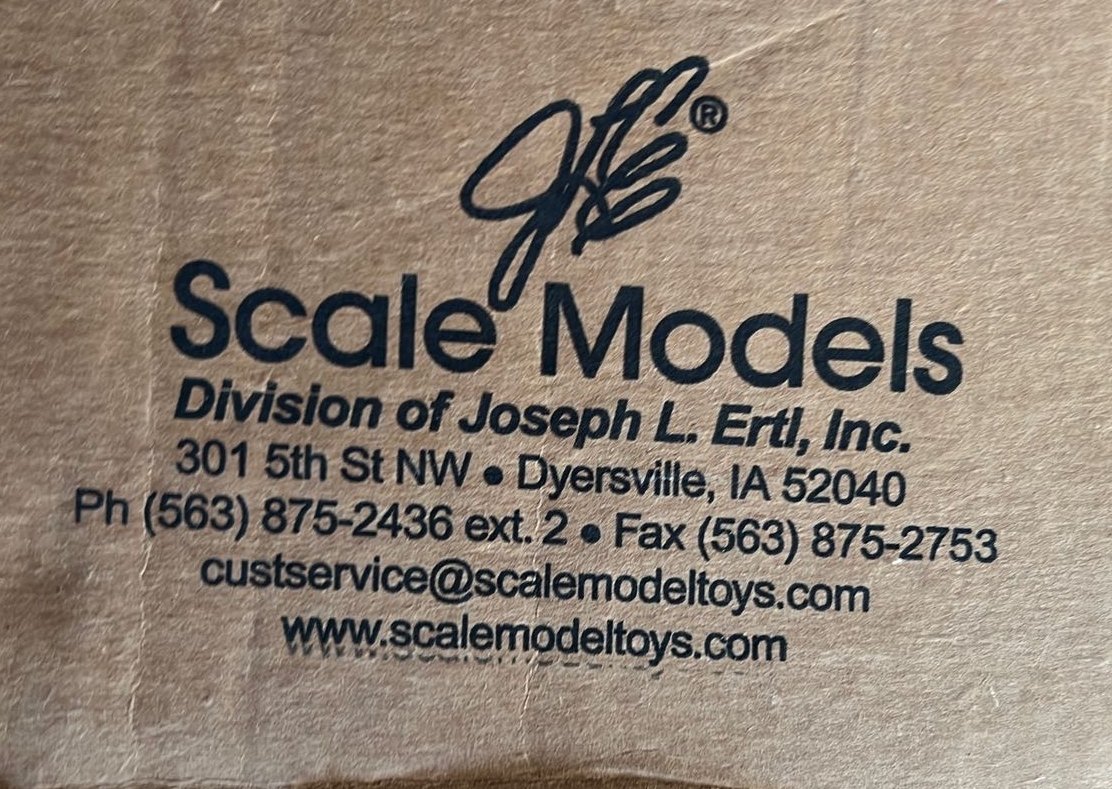 JLE®
Scale Models
Division of Joseph L. Ertl, Inc.
301 5th St NW • Dyersville, IA 52040
Ph (563) 875-2436 ext. 2 • Fax (563) 875-2753
custservice@scalemodeltoys.com
www.scalemodeltoys.com